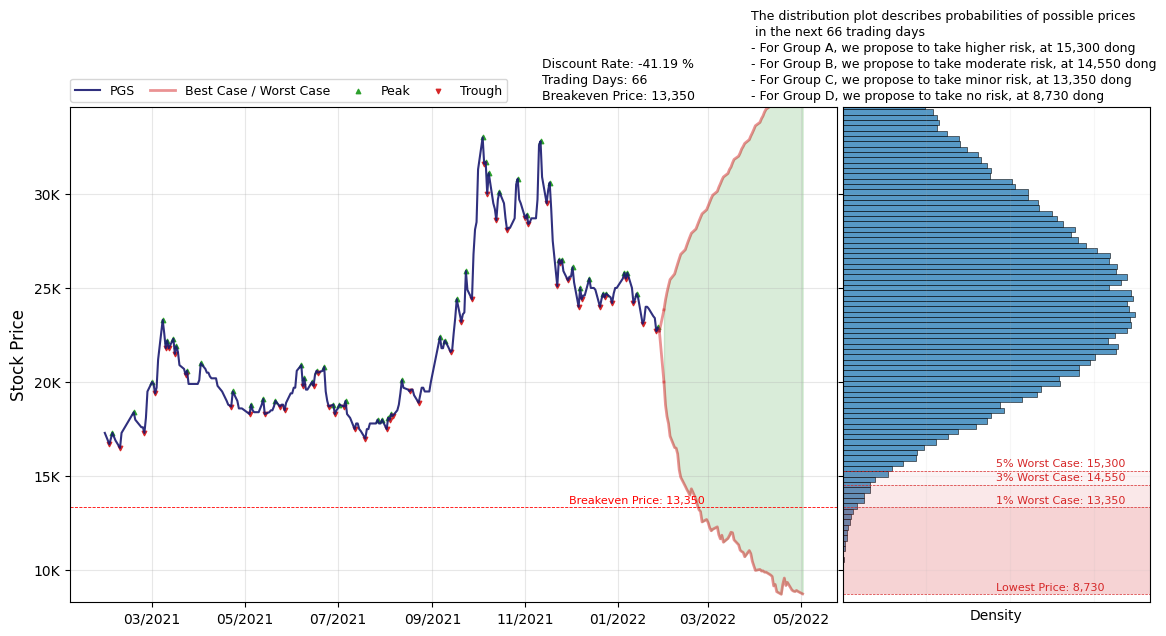 The distribution plot describes probabilities of possible prices
in the next 66 trading days
- For Group A, we propose to take higher risk, at 15,300 dong
- For Group B, we propose to take moderate risk, at 14,550 dong
- For Group C, we propose to take minor risk, at 13,350 dong
- For Group D, we propose to take no risk, at 8,730 dong
Discount Rate: -41.19 %
Trading Days: 66
Breakeven Price: 13,350
PGS
Best Case / Worst Case
Peak
Trough
Stock Price
30K
25K
20K
15K
10K
Breakeven Price: 13,350
5% Worst Case: 15,300
3% Worst Case: 14,550
1% Worst Case: 13,350
Lowest Price: 8,730
03/2021
05/2021
07/2021
09/2021
11/2021
01/2022
03/2022
05/2022
Density